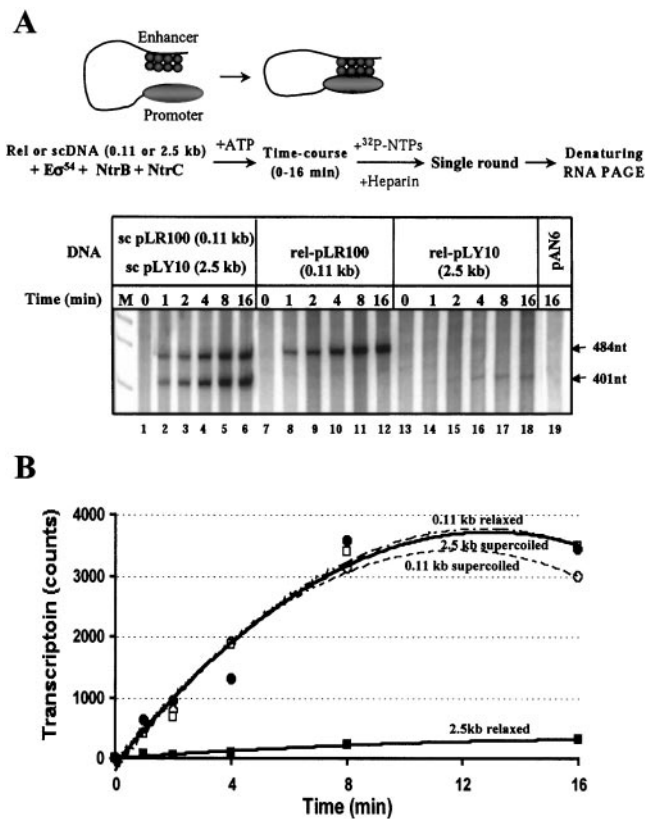 A
Enhancer
Promoter
Rel or scDNA (0.11 or 2.5 kb)
+ Eσ⁵⁴ + NtrB + NtrC
+ATP
Time-course
(0-16 min)
+³²P-NTPs
+Heparin
Single round
Denaturing
RNA PAGE
DNA
sc pLR100 (0.11 kb)
sc pLY10 (2.5 kb)
rel-pLR100
(0.11 kb)
rel-pLY10
(2.5 kb)
pAN6
Time (min) M 0 1 2 4 8 16 0 1 2 4 8 16 0 1 2 4 8 16 16
484nt
401nt
1 2 3 4 5 6 7 8 9 10 11 12 13 14 15 16 17 18 19
B
Transcriptoin (counts)
4000
3000
2000
1000
0
0.11 kb relaxed
2.5 kb supercoiled
0.11 kb supercoiled
2.5kb relaxed
0 4 8 12 16
Time (min)